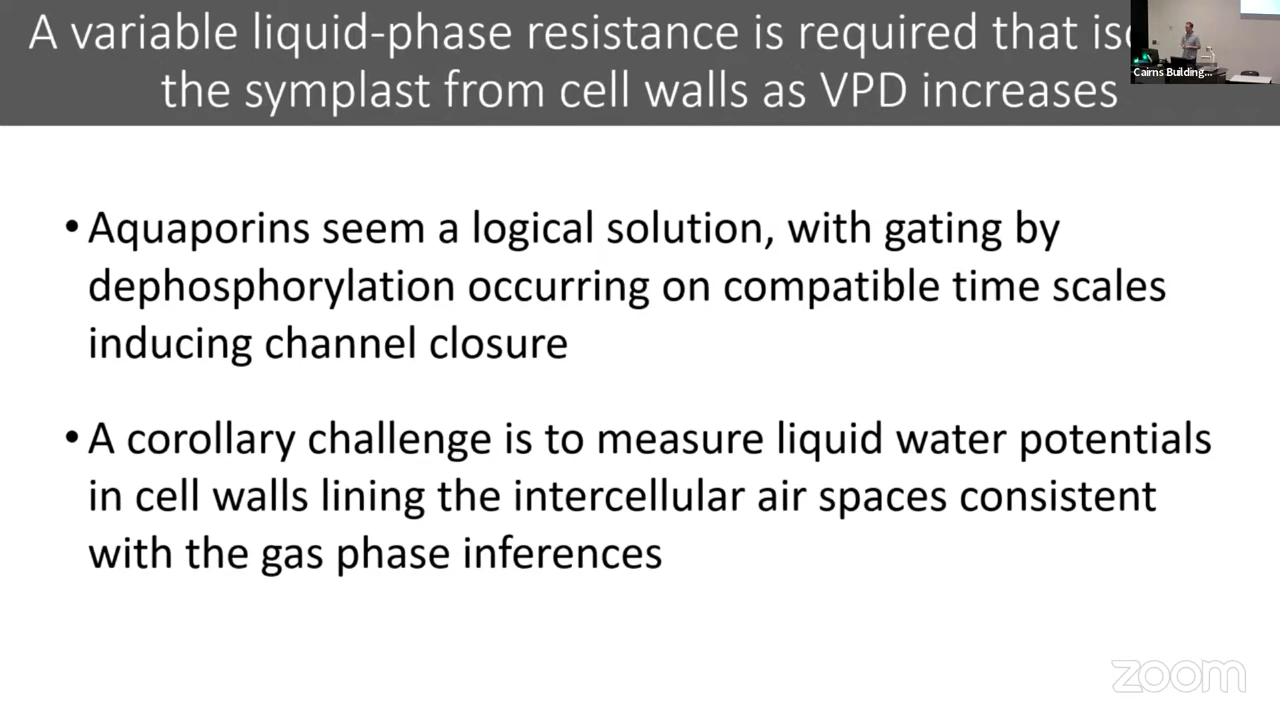 A variable liquid-phase resistance is required that
the symplast from cell walls as VPD increases
Cairns Building...
• Aquaporins seem a logical solution, with gating by
dephosphorylation occurring on compatible time scales
inducing channel closure
• A corollary challenge is to measure liquid water potentials
in cell walls lining the intercellular air spaces consistent
with the gas phase inferences
zoom